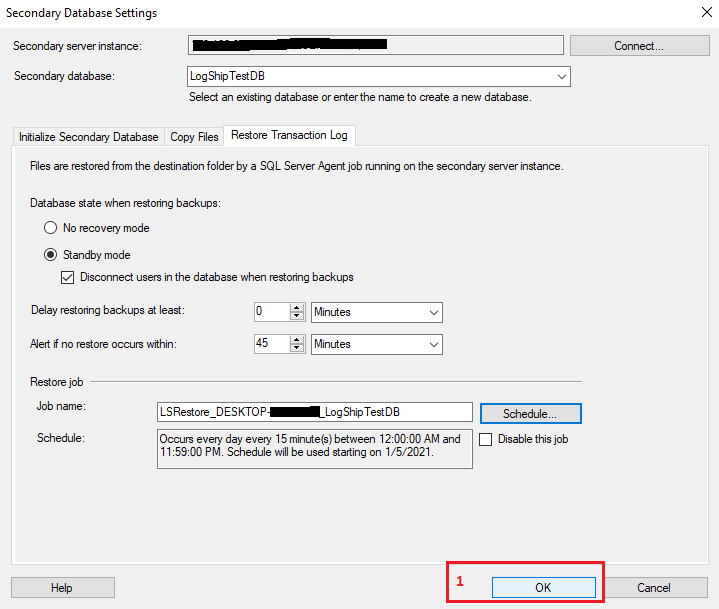 Secondary Database Settings
Secondary server instance:
Connect...
Secondary database:
LogShipTestDB
Select an existing database or enter the name to create a new database.
Initialize Secondary Database
Copy Files
Restore Transaction Log
Files are restored from the destination folder by a SQL Server Agent job running on the secondary server instance.
Database state when restoring backups:
No recovery mode
Standby mode
Disconnect users in the database when restoring backups
Delay restoring backups at least:
0
Minutes
Alert if no restore occurs within:
45
Minutes
Restore job
Job name:
LSRestore_DESKTOP-
_LogShipTestDB
Schedule...
Schedule:
Occurs every day every 15 minute(s) between 12:00:00 AM and
11:59:00 PM. Schedule will be used starting on 1/5/2021.
Disable this job
Help
1
OK
Cancel